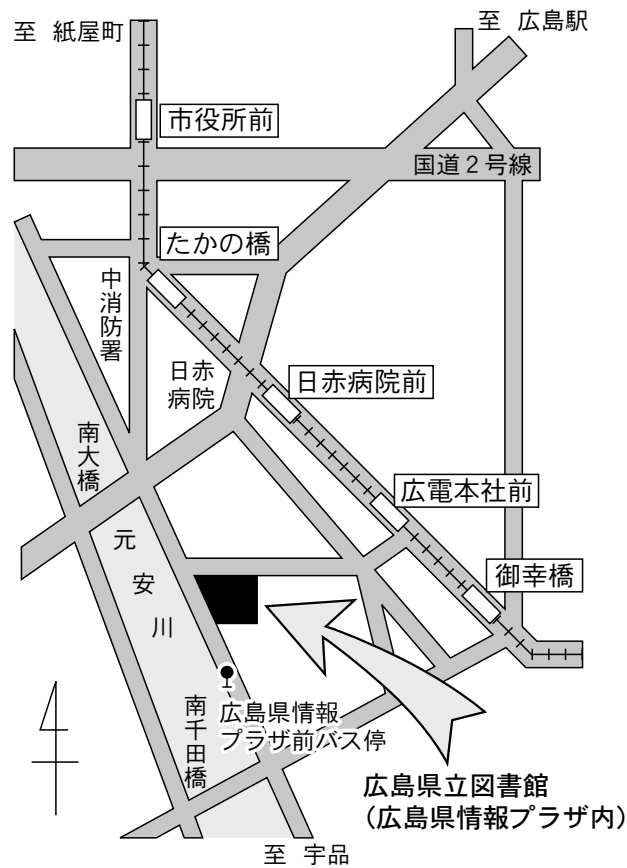 至 広島駅
至 紙屋町
市役所前
国道2号線
たかの橋
中消防署
日赤
病院
日赤病院前
南大橋
広電本社前
元安川
御幸橋
広島県情報
プラザ前バス停
南千田橋
広島県立図書館
(広島県情報プラザ内)
至 宇品